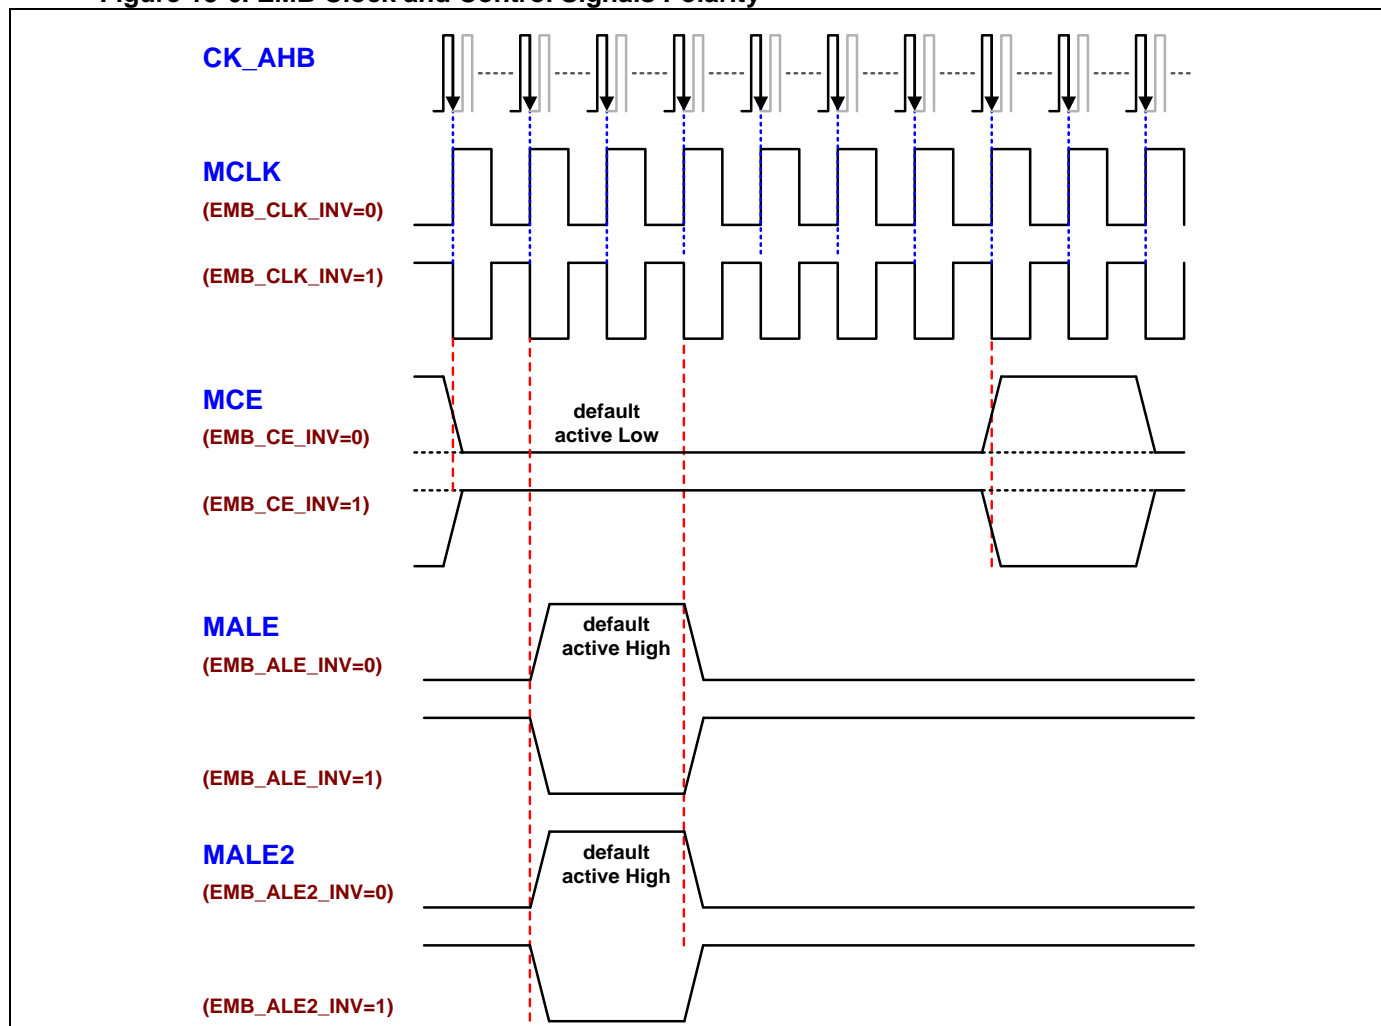 CK_AHB
MCLK
(EMB_CLK_INV=0)
(EMB_CLK_INV=1)
MCE
(EMB_CE_INV=0)
default
active Low
(EMB_CE_INV=1)
MALE
(EMB_ALE_INV=0)
default
active High
(EMB_ALE_INV=1)
MALE2
(EMB_ALE2_INV=0)
default
active High
(EMB_ALE2_INV=1)